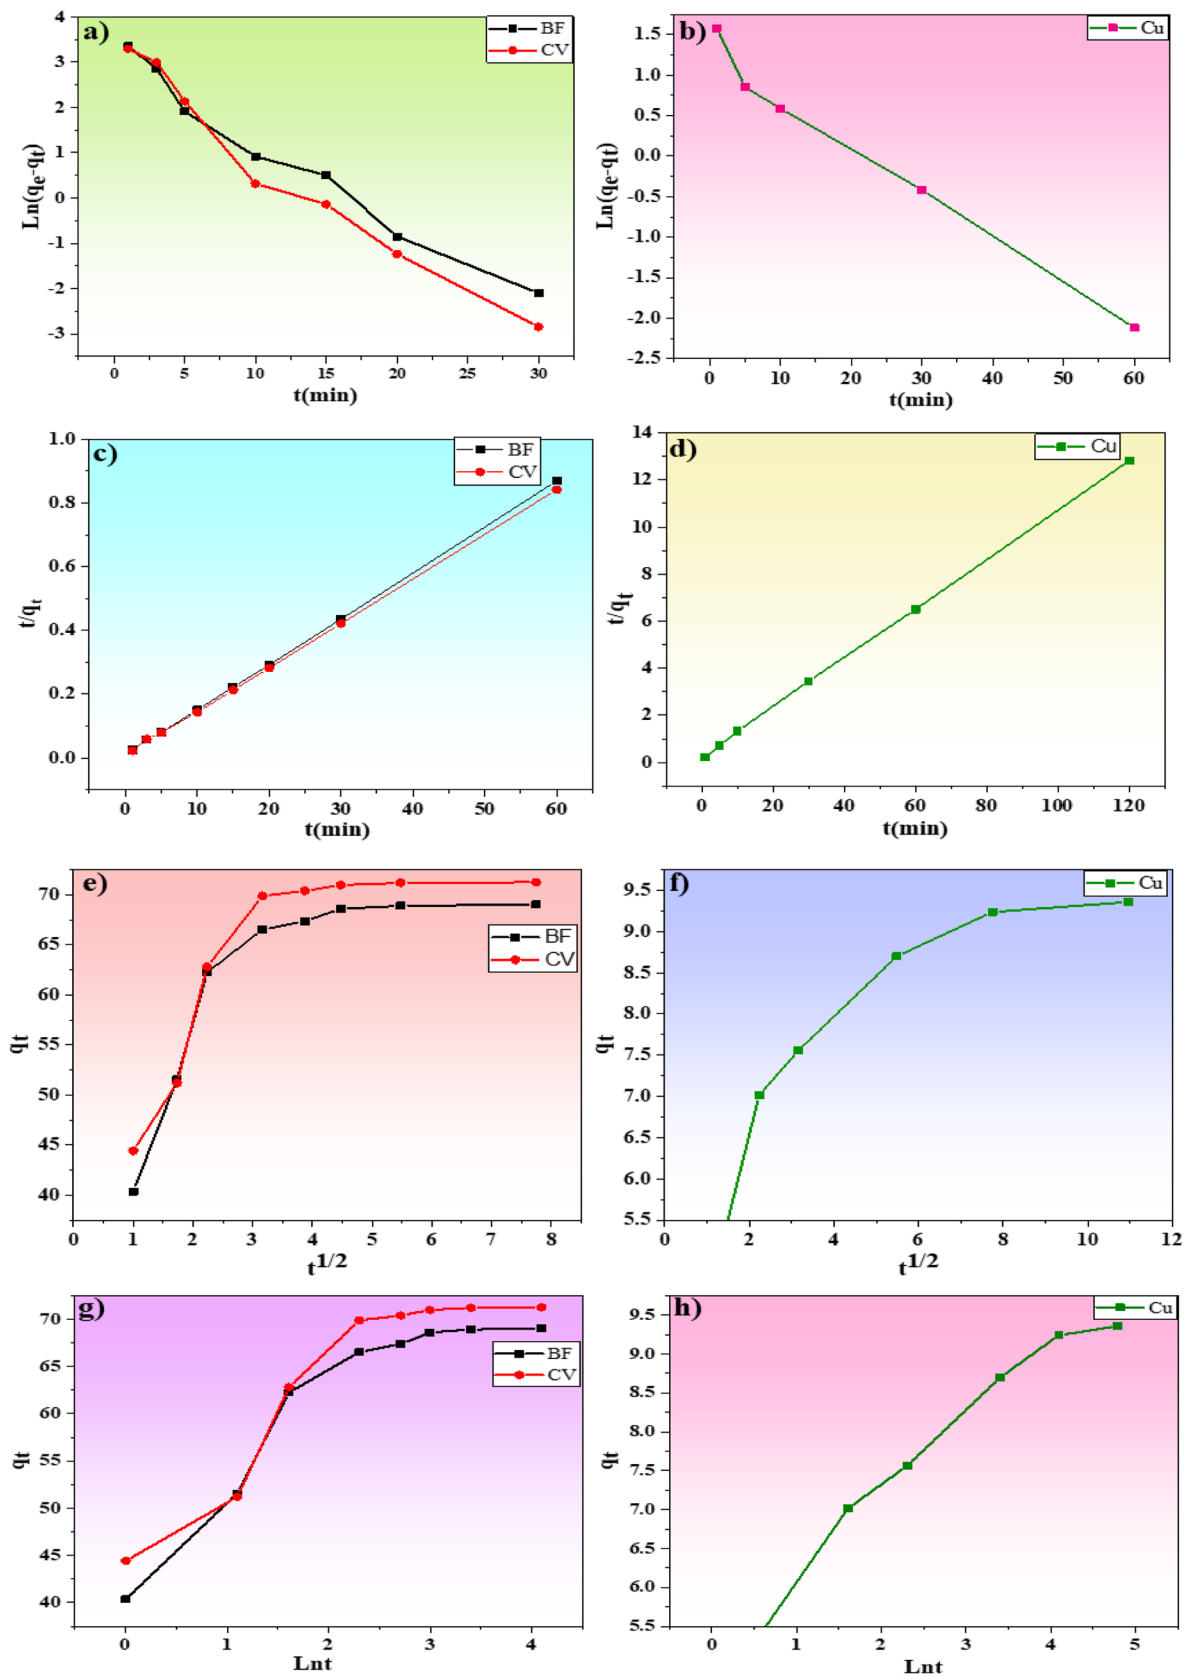 a)
BF
CV
4
3
2
1
0
-1
-2
-3
Ln(qe-qt)
0 5 10 15 20 25 30
t(min)
b)
Cu
1.5
1.0
0.5
0.0
-0.5
-1.0
-1.5
-2.0
-2.5
Ln(qe-qt)
0 10 20 30 40 50 60
t(min)
c)
BF
CV
1.0
0.8
0.6
0.4
0.2
0.0
t/qt
0 10 20 30 40 50 60
t(min)
d)
Cu
14
12
10
8
6
4
2
0
t/qt
0 20 40 60 80 100 120
t(min)
e)
BF
CV
70
65
60
55
50
45
40
qt
0 1 2 3 4 5 6 7 8
t1/2
f)
Cu
9.5
9.0
8.5
8.0
7.5
7.0
6.5
6.0
5.5
qt
0 2 4 6 8 10 12
t1/2
g)
BF
CV
70
65
60
55
50
45
40
qt
0 1 2 3 4
Lnt
h)
Cu
9.5
9.0
8.5
8.0
7.5
7.0
6.5
6.0
5.5
qt
0 1 2 3 4 5
Lnt